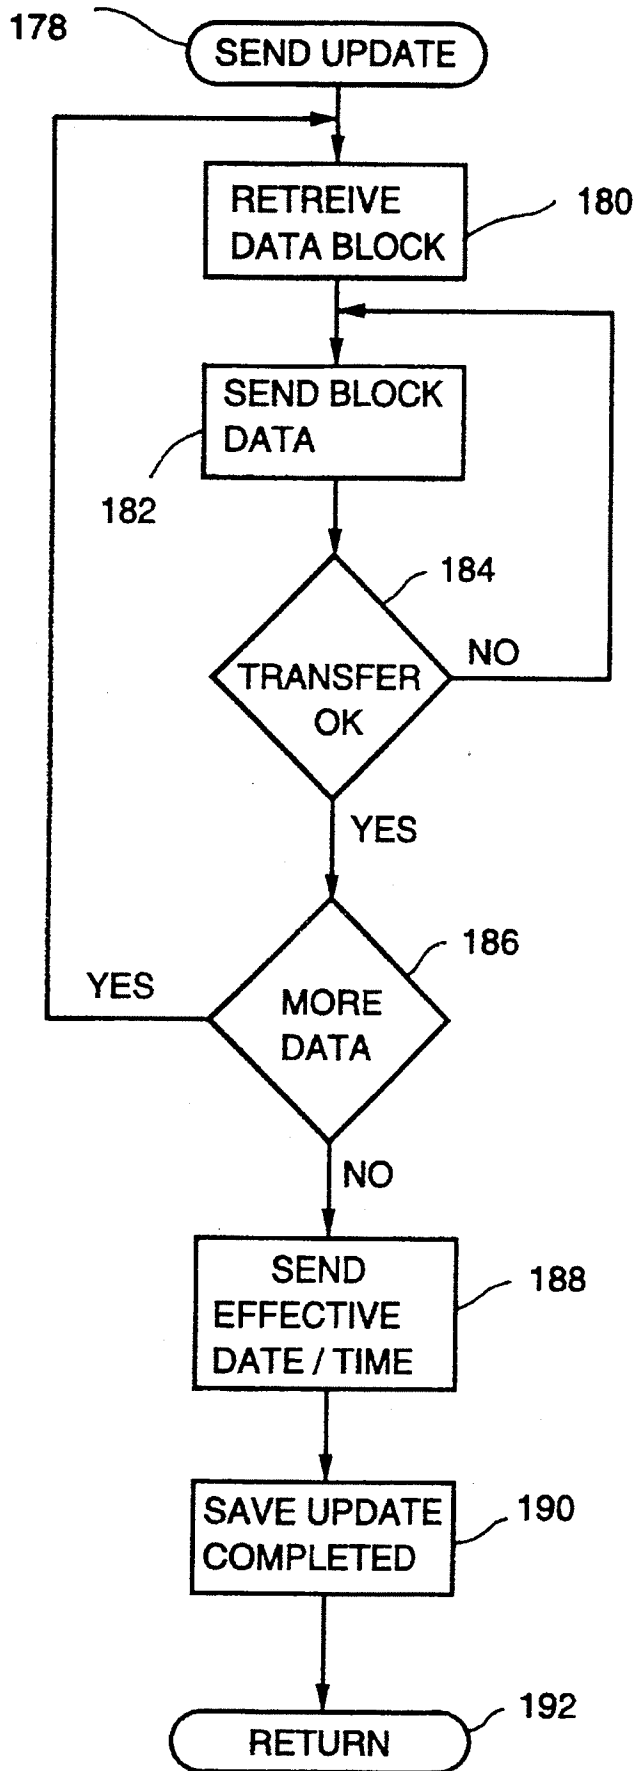 178
SEND UPDATE
RETREIVE
DATA BLOCK
180
SEND BLOCK
DATA
182
184
TRANSFER
OK
NO
YES
186
MORE
DATA
YES
NO
SEND
EFFECTIVE
DATE / TIME
188
SAVE UPDATE
COMPLETED
190
RETURN
192